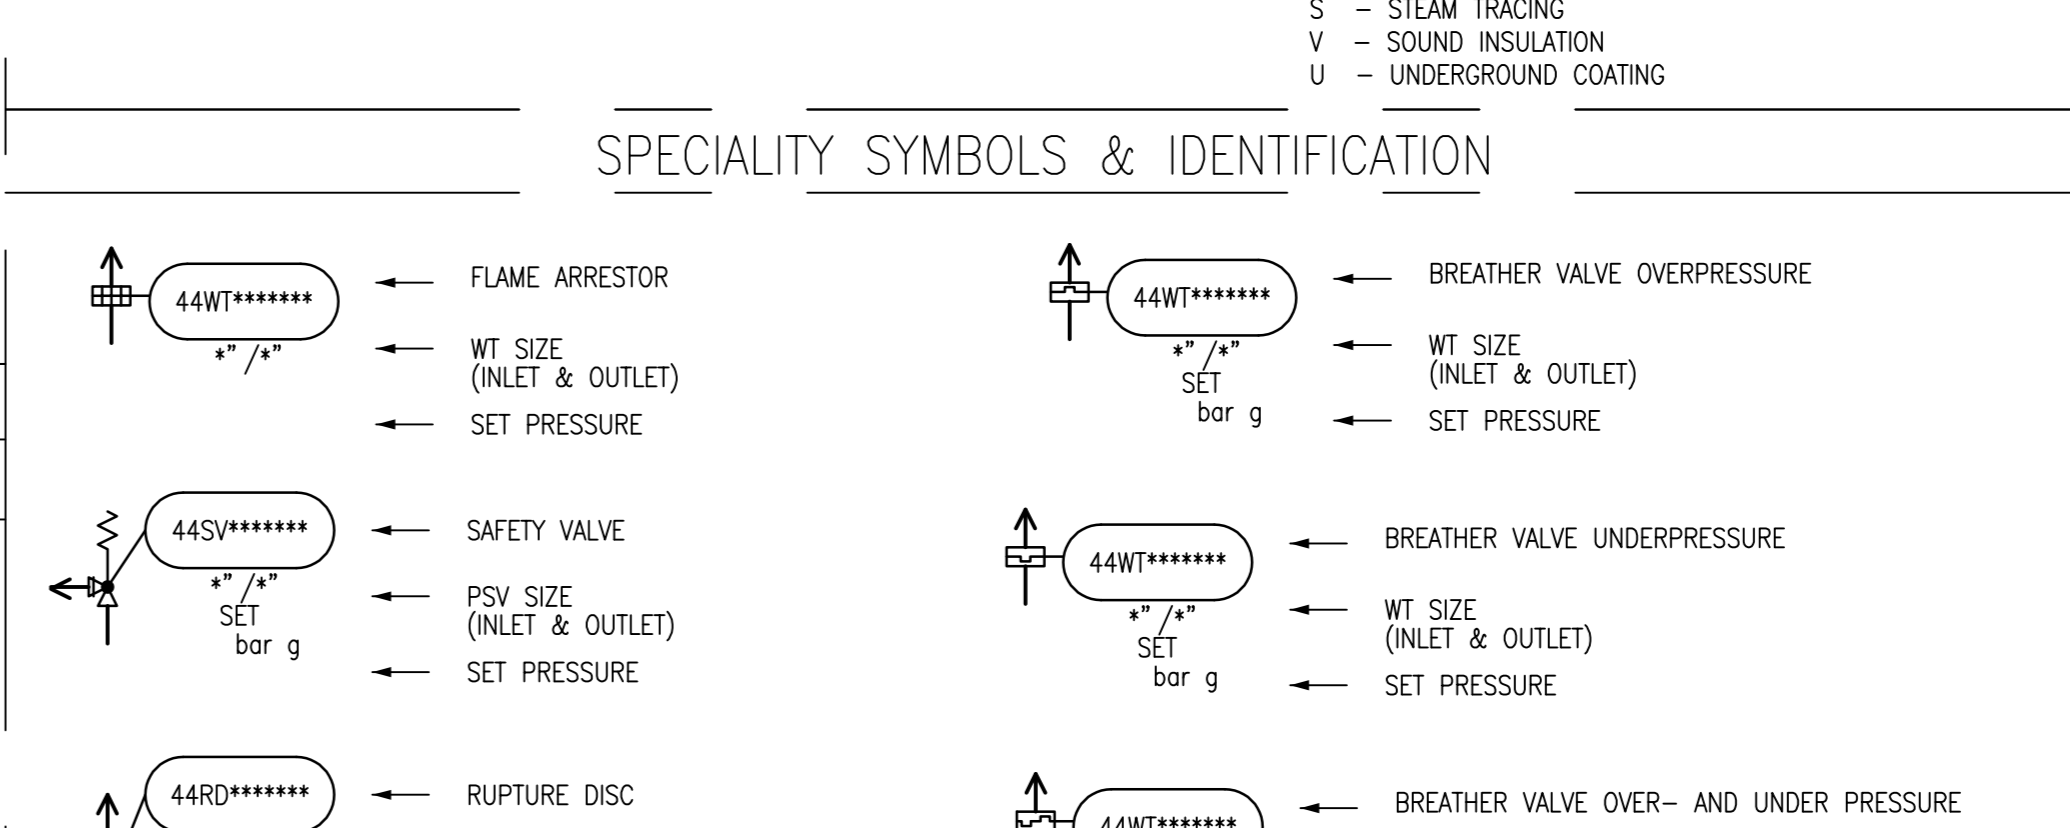 S – STEAM TRACING
V – SOUND INSULATION
U – UNDERGROUND COATING
SPECIALITY SYMBOLS & IDENTIFICATION
44WT*******
*" /*"
FLAME ARRESTOR
WT SIZE
(INLET & OUTLET)
SET PRESSURE
44SV*******
*" /*"
SET
bar g
SAFETY VALVE
PSV SIZE
(INLET & OUTLET)
SET PRESSURE
44RD*******
RUPTURE DISC
44WT*******
*" /*"
SET
bar g
BREATHER VALVE OVERPRESSURE
WT SIZE
(INLET & OUTLET)
SET PRESSURE
44WT*******
*" /*"
SET
bar g
BREATHER VALVE UNDERPRESSURE
WT SIZE
(INLET & OUTLET)
SET PRESSURE
44WT*******
BREATHER VALVE OVER– AND UNDER PRESSURE